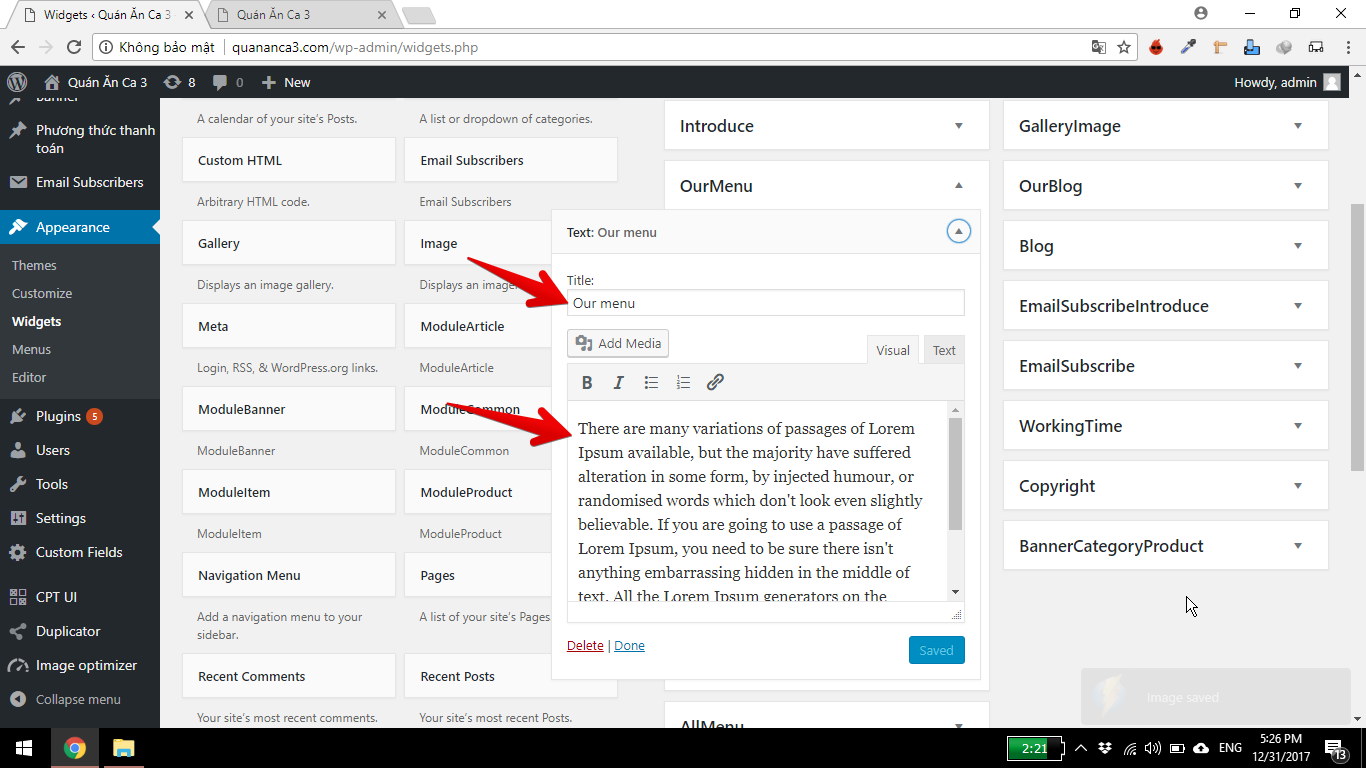 Widgets ‹ Quán Ăn Ca 3
Quán Ăn Ca 3
Không bảo mật
quananca3.com/wp-admin/widgets.php
Quán Ăn Ca 3
8
0
New
Howdy, admin
Banner
Phương thức thanh
toán
Email Subscribers
Appearance
Themes
Customize
Widgets
Menus
Editor
Plugins 5
Users
Tools
Settings
Custom Fields
CPT UI
Duplicator
Image optimizer
Collapse menu
A calendar of your site's Posts.
Custom HTML
Arbitrary HTML code.
Gallery
Displays an image gallery.
Meta
Login, RSS, & WordPress.org links.
ModuleBanner
ModuleBanner
ModuleItem
ModuleItem
Navigation Menu
Add a navigation menu to your
sidebar.
Recent Comments
Your site's most recent comments.
A list or dropdown of categories.
Email Subscribers
Email Subscribers
Image
Displays an image.
ModuleArticle
ModuleArticle
ModuleCommon
ModuleCommon
ModuleProduct
ModuleProduct
Pages
A list of your site's Pages
Recent Posts
Your site's most recent Posts.
Introduce
OurMenu
Text: Our menu
Title:
Our menu
Add Media
Visual
Text
B I
There are many variations of passages of Lorem
Ipsum available, but the majority have suffered
alteration in some form, by injected humour, or
randomised words which don't look even slightly
believable. If you are going to use a passage of
Lorem Ipsum, you need to be sure there isn't
anything embarrassing hidden in the middle of
text. All the Lorem Ipsum generators on the
Delete | Done
Saved
AllMenu
GalleryImage
OurBlog
Blog
EmailSubscribeIntroduce
EmailSubscribe
WorkingTime
Copyright
BannerCategoryProduct
Image saved
2:21
ENG
5:26 PM
12/31/2017
13